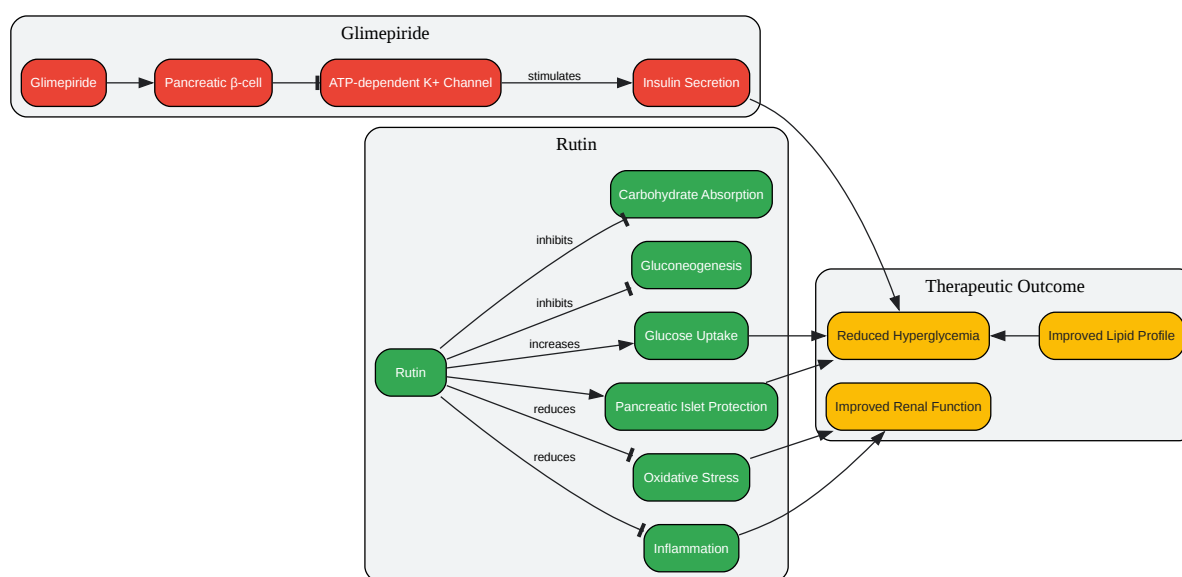 Glimepiride
Glimepiride
Pancreatic β-cell
ATP-dependent K+ Channel
stimulates
Insulin Secretion
Rutin
Carbohydrate Absorption
inhibits
Gluconeogenesis
inhibits
Glucose Uptake
increases
Rutin
Pancreatic Islet Protection
reduces
Oxidative Stress
reduces
Inflammation
Therapeutic Outcome
Reduced Hyperglycemia
Improved Lipid Profile
Improved Renal Function